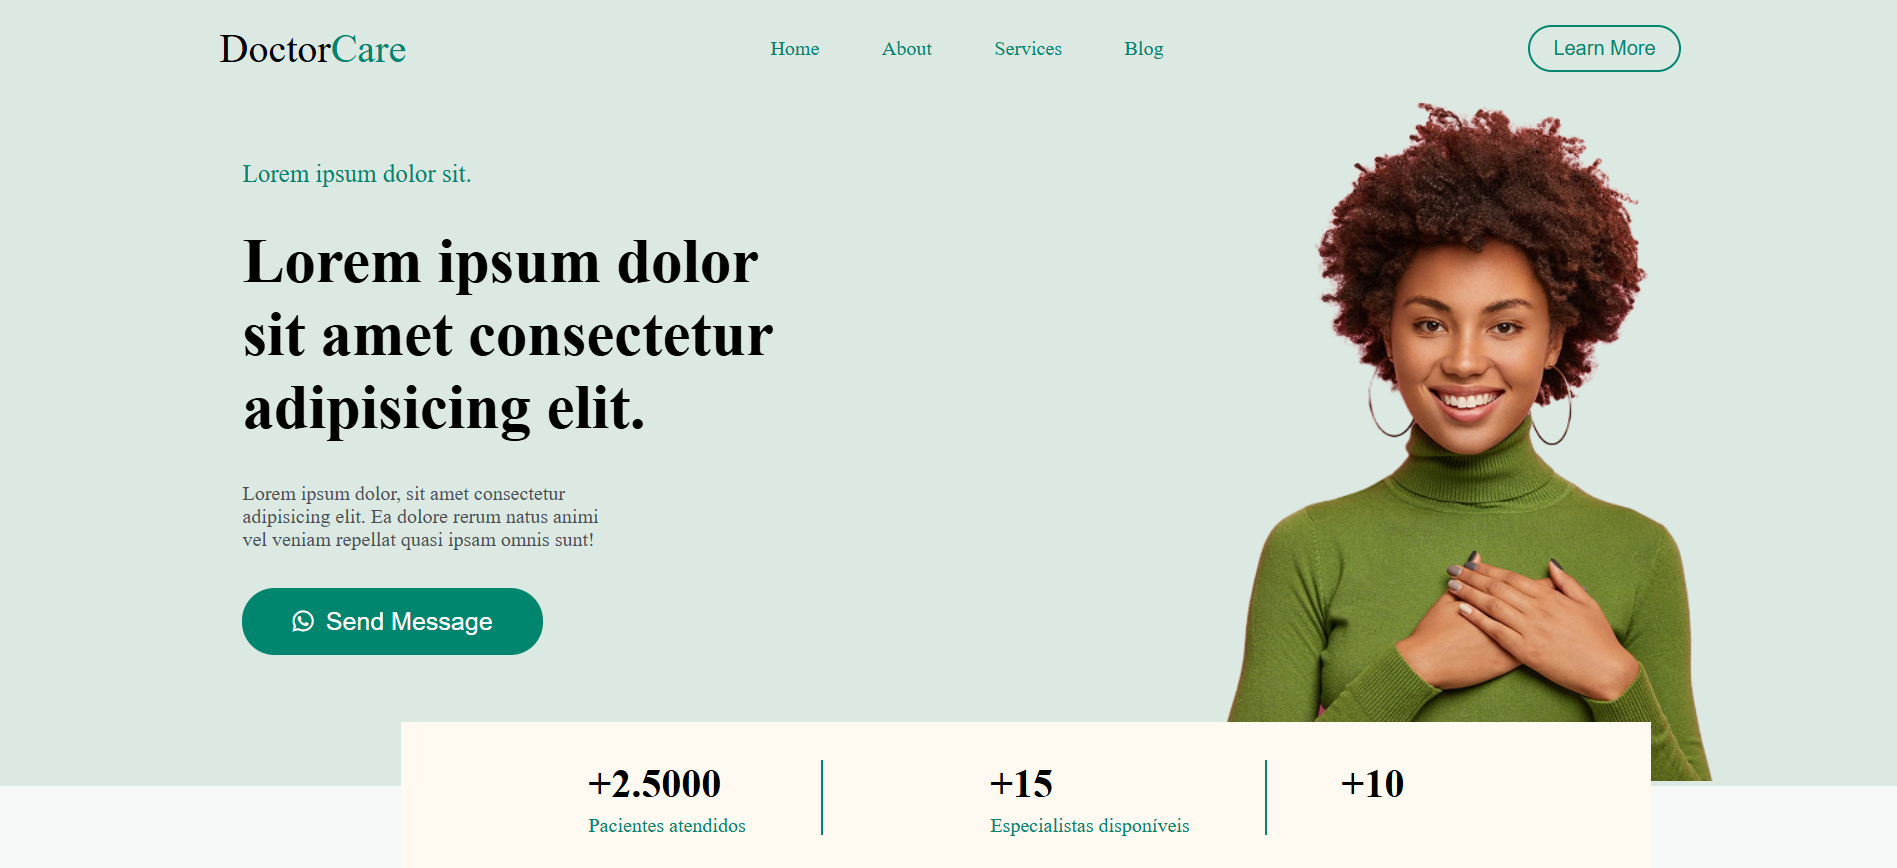 DoctorCare
Home
About
Services
Blog
Learn More
Lorem ipsum dolor sit.
Lorem ipsum dolor
sit amet consectetur
adipisicing elit.
Lorem ipsum dolor, sit amet consectetur
adipisicing elit. Ea dolore rerum natus animi
vel veniam repellat quasi ipsam omnis sunt!
Send Message
+2.5000
Pacientes atendidos
+15
Especialistas disponíveis
+10